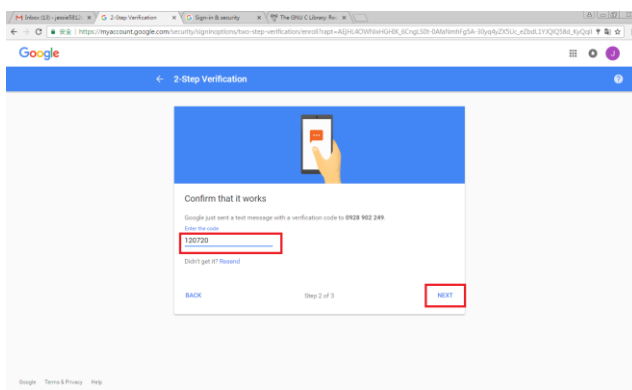 Inbox (13) - jessie5812
G 2-Step Verification
G Sign-in & security
The GNU C Library: Re
https://myaccount.google.com/security/signinoptions/two-step-verification/enroll?rapt=
Google
J
← 2-Step Verification
Confirm that it works
Google just sent a text message with a verification code to 0928 902 249.
Enter the code
120720
Didn't get it? Resend
BACK Step 2 of 3 NEXT
Google Terms & Privacy Help